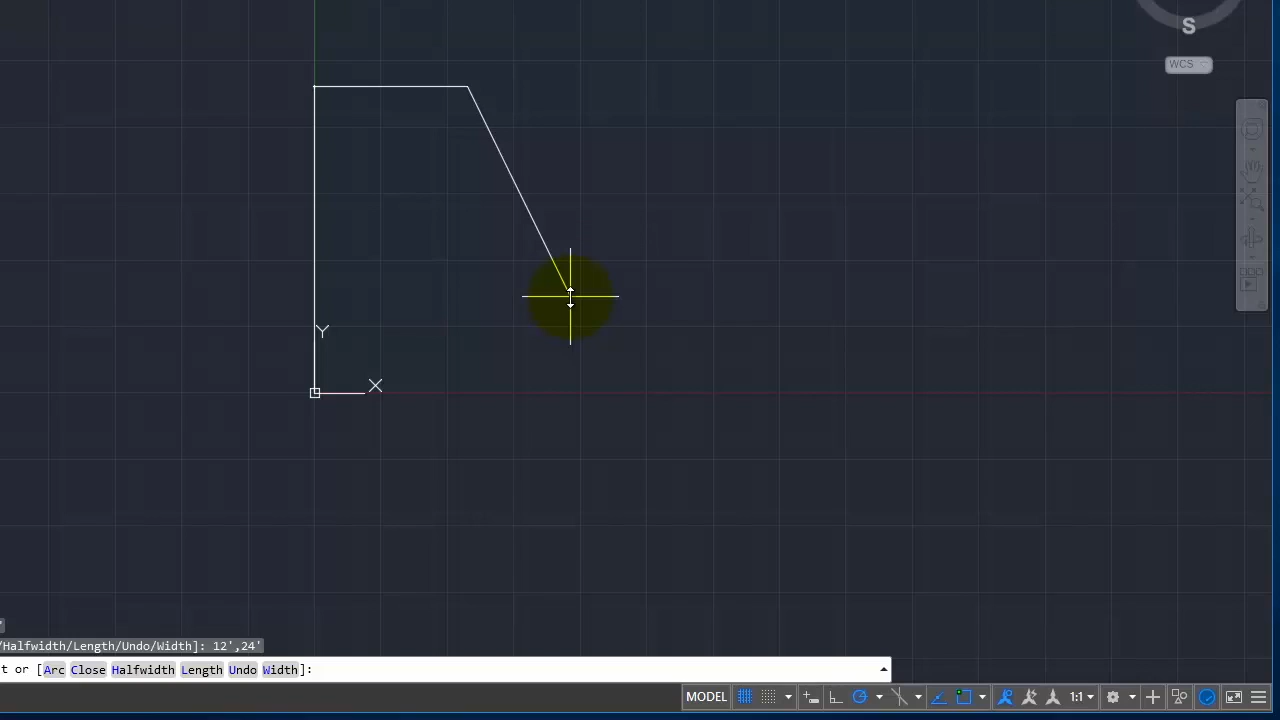 S
WCS
Y
X
'
/Halfwidth/Length/Undo/Width]: 12',24'
t or [Arc Close Halfwidth Length Undo Width]:
MODEL
1:1